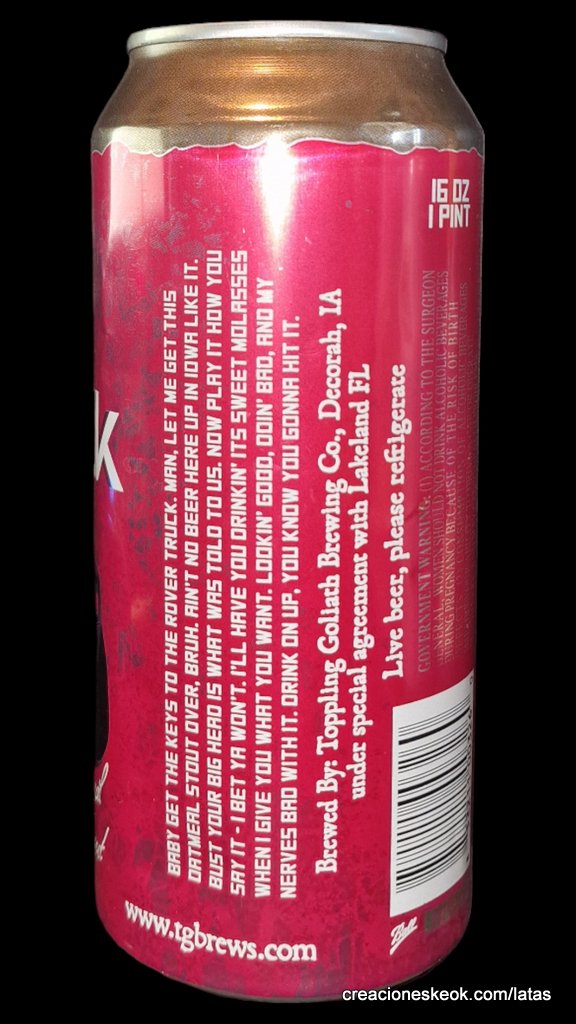 16 OZ
1 PINT
k
BABY GET THE KEYS TO THE ROVER TRUCK. MAN, LET ME GET THIS
OATMEAL STOUT OVER, BRUH. AIN'T NO BEER HERE UP IN IOWA LIKE IT.
BUST YOUR BIG HEAD IS WHAT WAS TOLD TO US. NOW PLAY IT HOW YOU
SAY IT - I BET YA WON'T. I'LL HAVE YOU DRINKIN' ITS SWEET MOLASSES
WHEN I GIVE YOU WHAT YOU WANT. LOOKIN' GOOD, ODIN' BAD, AND MY
NERVES BAD WITH IT. DRINK ON UP, YOU KNOW YOU GONNA HIT IT.
Brewed By: Toppling Goliath Brewing Co., Decorah, IA
under special agreement with Lakeland FL
Live beer, please refrigerate
GOVERNMENT WARNING: (1) ACCORDING TO THE SURGEON
GENERAL, WOMEN SHOULD NOT DRINK ALCOHOLIC BEVERAGES
DURING PREGNANCY BECAUSE OF THE RISK OF BIRTH
www.tgbrews.com
Ball
creacioneskeok.com/latas